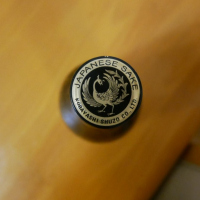 JAPANESE SAKE
KOBAYASHI-SHUZO CO., LTD